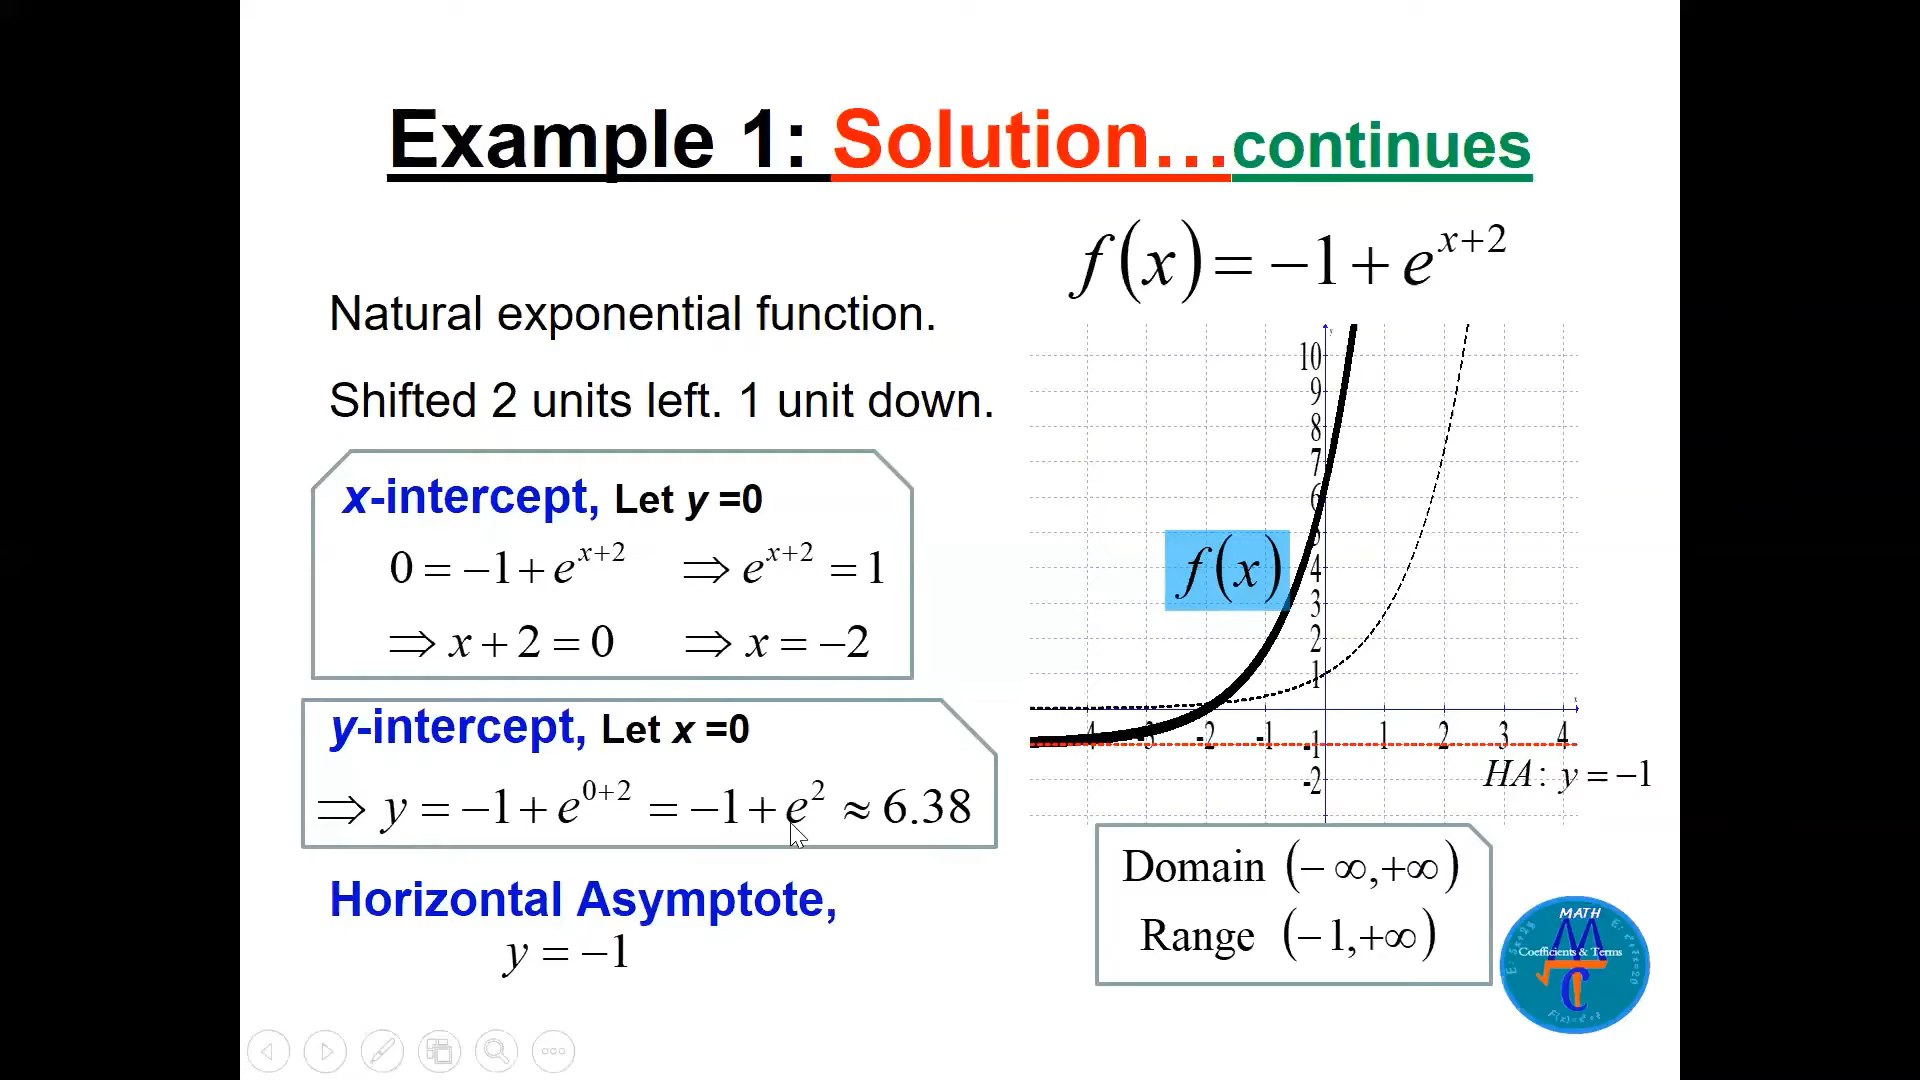 Example 1: Solution...continues
f(x) = −1 + e^{x+2}
Natural exponential function.
Shifted 2 units left. 1 unit down.
x-intercept, Let y =0
0 = −1 + e^{x+2} ⇒ e^{x+2} = 1
⇒ x + 2 = 0 ⇒ x = −2
y-intercept, Let x =0
⇒ y = −1 + e^{0+2} = −1 + e^2 ≈ 6.38
Horizontal Asymptote,
y = −1
y
10
9
8
7
6
5
f(x)
4
3
2
1
x
-4 -3 -2 -1 1 2 3 4
-1
-2
HA: y = −1
Domain (−∞,+∞)
Range (−1,+∞)
MATH
M
Coefficients & Terms
C